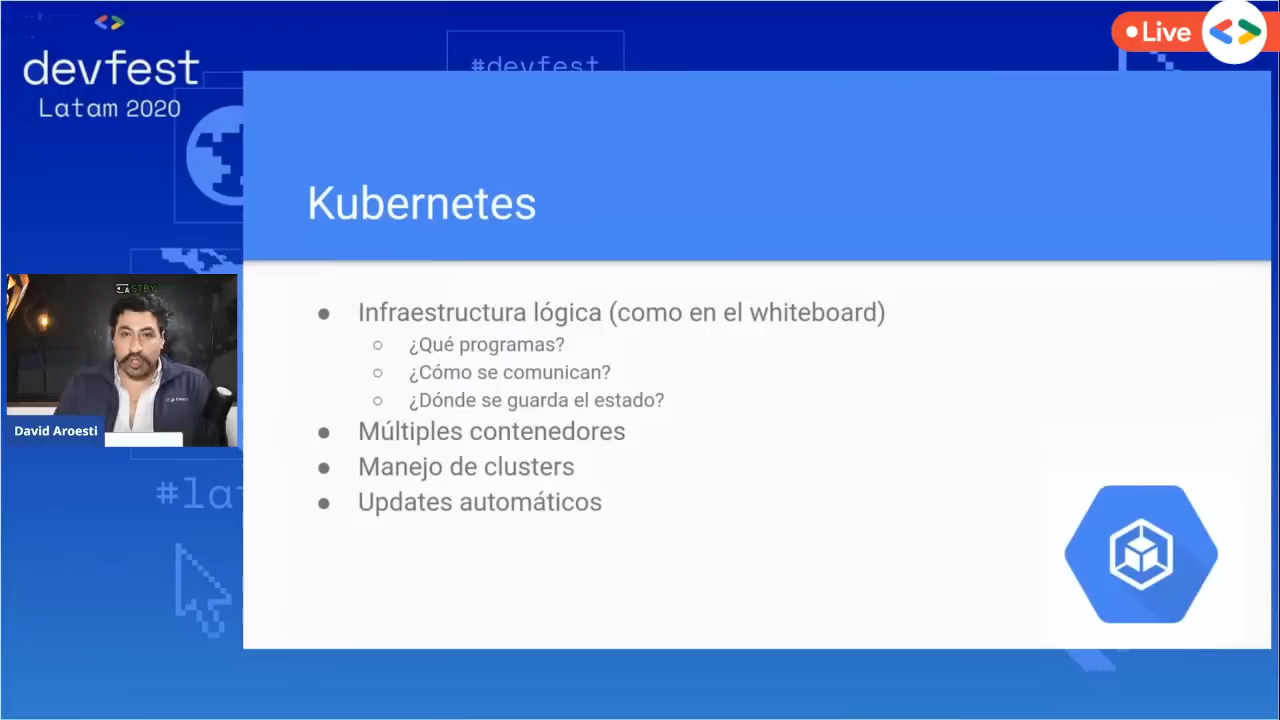 devfest
Latam 2020
#devfest
Live
Kubernetes
● Infraestructura lógica (como en el whiteboard)
○ ¿Qué programas?
○ ¿Cómo se comunican?
○ ¿Dónde se guarda el estado?
● Múltiples contenedores
● Manejo de clusters
● Updates automáticos
STBY
David Aroesti
#la